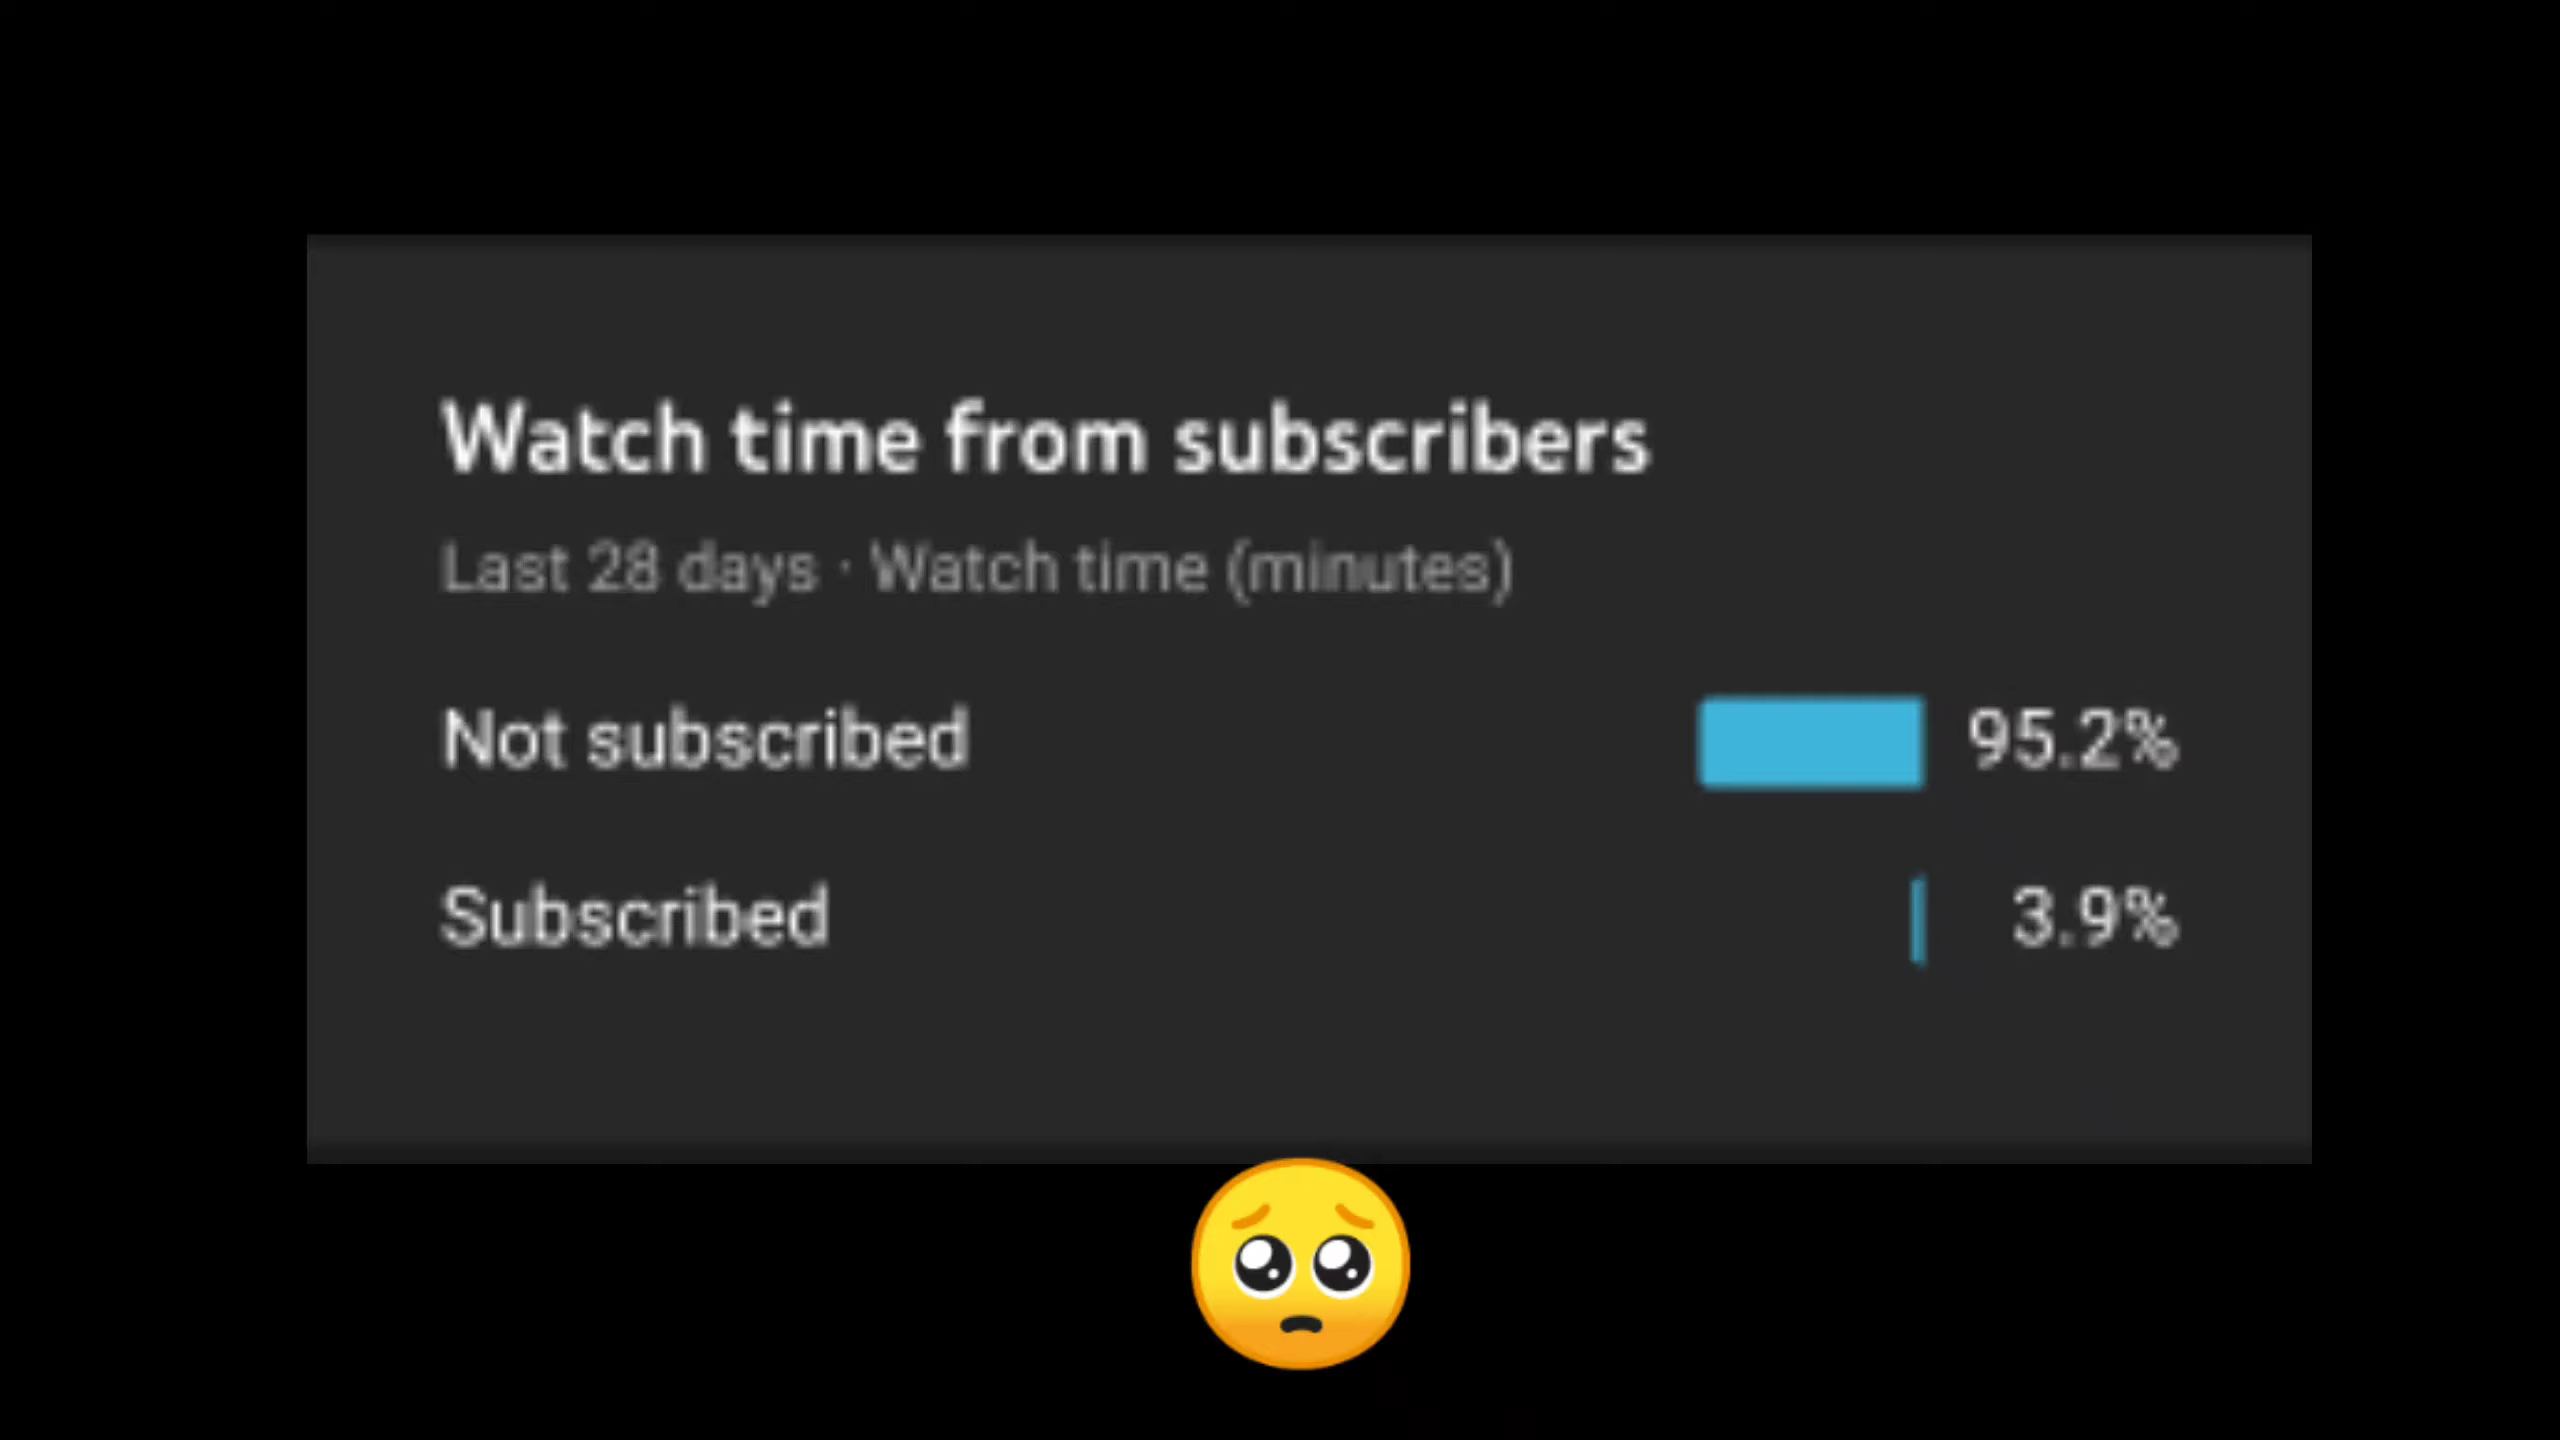 Watch time from subscribers
Last 28 days · Watch time (minutes)
Not subscribed 95.2%
Subscribed 3.9%